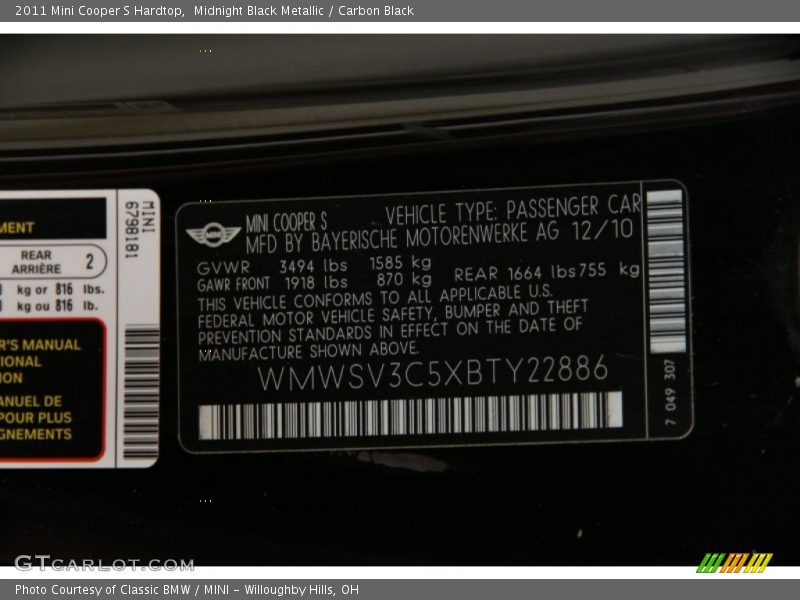 2011 Mini Cooper S Hardtop,  Midnight Black Metallic / Carbon Black
MENT
REAR
ARRIÈRE 2
kg or 816 lbs.
kg ou 816 lb.
R'S MANUAL
IONAL
ION
ANUEL DE
POUR PLUS
GNEMENTS
MINI
6798181
MINI
MINI COOPER S VEHICLE TYPE: PASSENGER CAR
MFD BY BAYERISCHE MOTORENWERKE AG 12/10
GVWR 3494 lbs 1585 kg
GAWR FRONT 1918 lbs 870 kg REAR 1664 lbs 755 kg
THIS VEHICLE CONFORMS TO ALL APPLICABLE U.S.
FEDERAL MOTOR VEHICLE SAFETY, BUMPER AND THEFT
PREVENTION STANDARDS IN EFFECT ON THE DATE OF
MANUFACTURE SHOWN ABOVE.
WMWSV3C5XBTY22886
7 049 307
GTCARLOT.COM
Photo Courtesy of Classic BMW / MINI - Willoughby Hills, OH